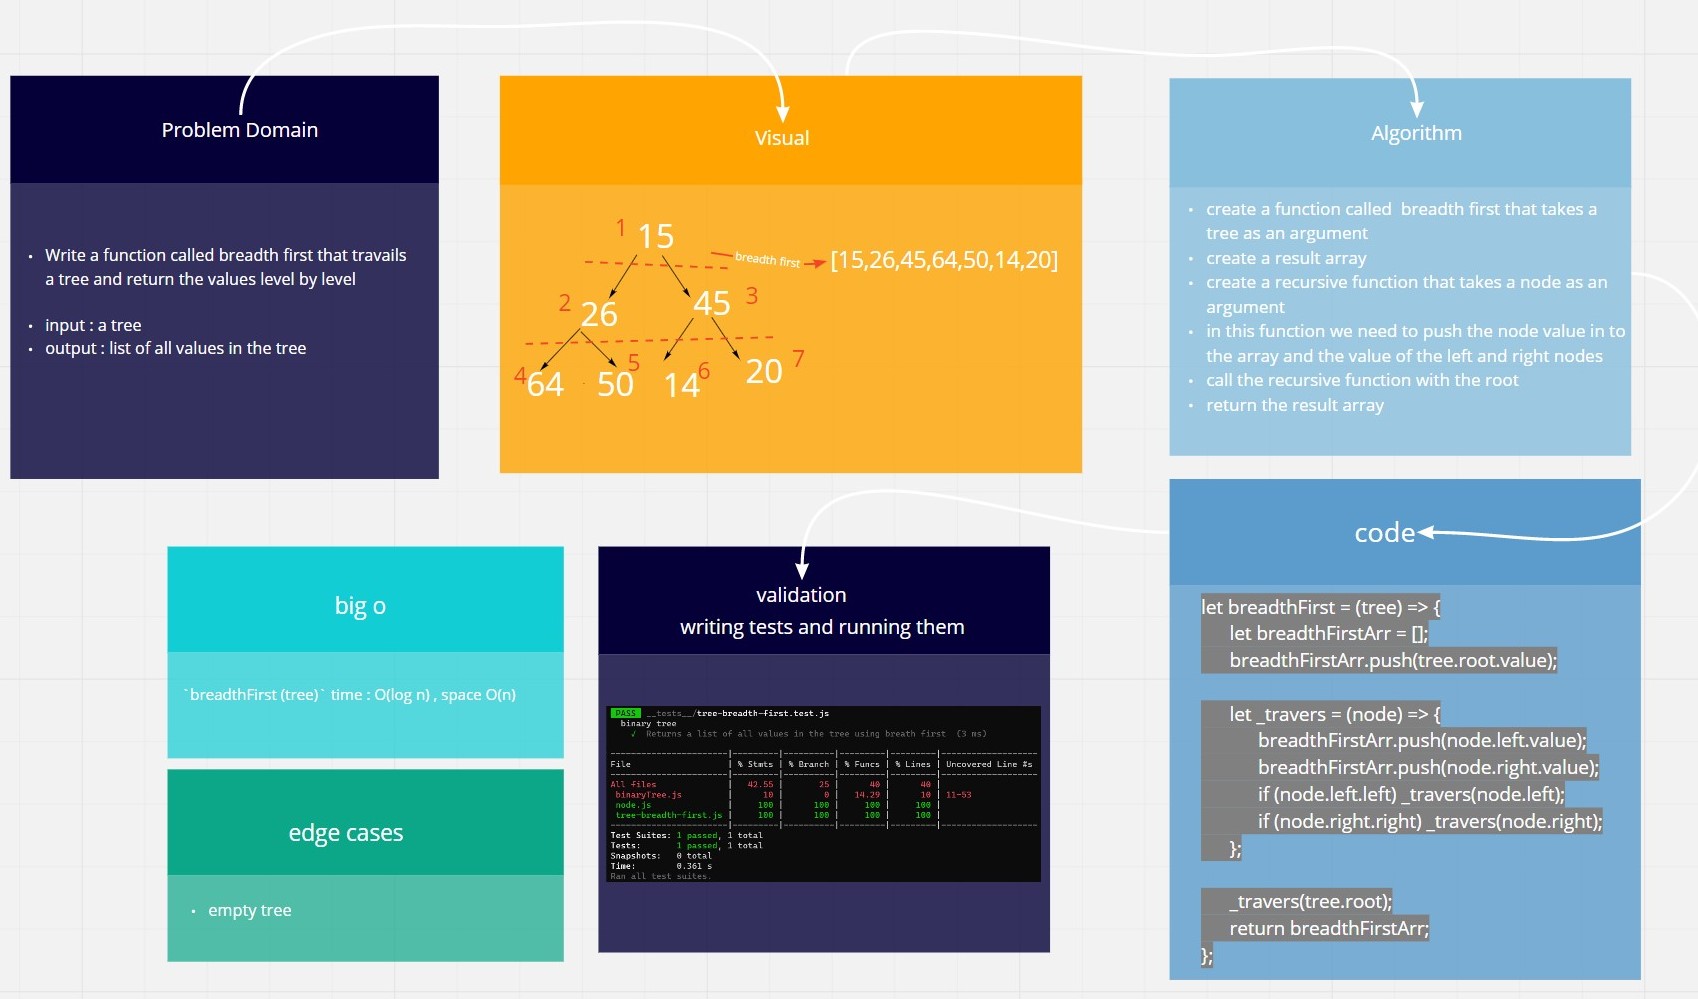 Problem Domain
• Write a function called breadth first that travails
a tree and return the values level by level
• input : a tree
• output : list of all values in the tree
Visual
1 15
breadth first [15,26,45,64,50,14,20]
2 26 45 3
4 64 50 5 14 6 20 7
Algorithm
• create a function called breadth first that takes a
tree as an argument
• create a result array
• create a recursive function that takes a node as an
argument
• in this function we need to push the node value in to
the array and the value of the left and right nodes
• call the recursive function with the root
• return the result array
code
let breadthFirst = (tree) => {
let breadthFirstArr = [];
breadthFirstArr.push(tree.root.value);
let _travers = (node) => {
breadthFirstArr.push(node.left.value);
breadthFirstArr.push(node.right.value);
if (node.left.left) _travers(node.left);
if (node.right.right) _travers(node.right);
};
_travers(tree.root);
return breadthFirstArr;
};
validation
writing tests and running them
PASS __tests__/tree-breadth-first.test.js
binary tree
√ Returns a list of all values in the tree using breath first (3 ms)
File | % Stmts | % Branch | % Funcs | % Lines | Uncovered Line #s
All files | 42.55 | 25 | 40 | 40 |
binaryTree.js | 10 | 0 | 14.29 | 10 | 11-53
node.js | 100 | 100 | 100 | 100 |
tree-breadth-first.js | 100 | 100 | 100 | 100 |
Test Suites: 1 passed, 1 total
Tests: 1 passed, 1 total
Snapshots: 0 total
Time: 0.361 s
Ran all test suites.
big o
`breadthFirst (tree)` time : O(log n) , space O(n)
edge cases
• empty tree